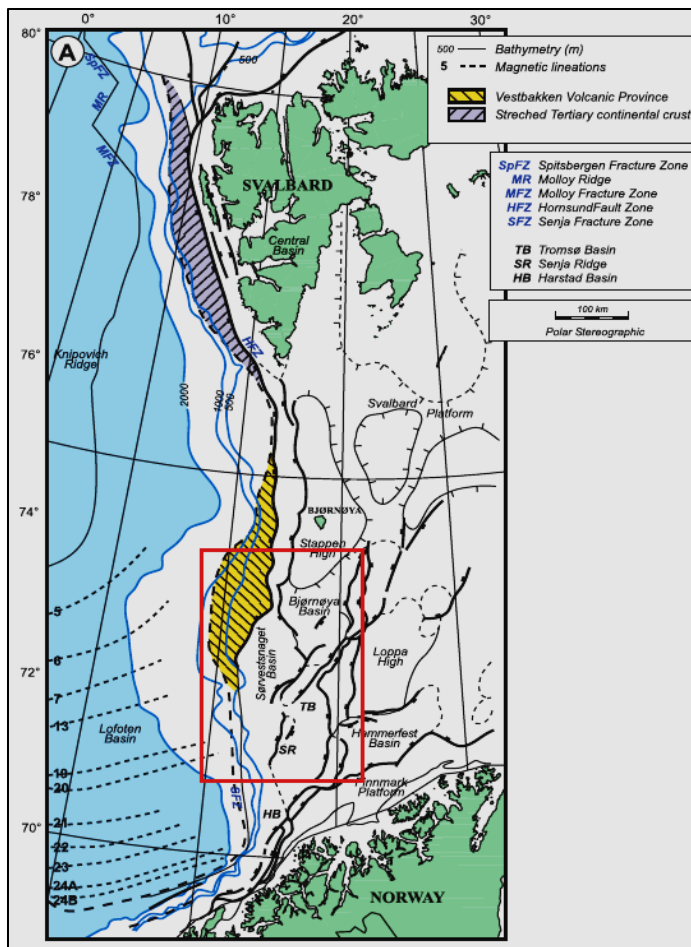 0°
10°
20°
30°
80°
A
SpFZ
MR
MFZ
500
500
Bathymetry (m)
5
Magnetic lineations
Vestbakken Volcanic Province
Streched Tertiary continental crust
SpFZ Spitsbergen Fracture Zone
MR Molloy Ridge
MFZ Molloy Fracture Zone
HFZ HornsundFault Zone
SFZ Senja Fracture Zone
TB Tromsø Basin
SR Senja Ridge
HB Harstad Basin
100 km
Polar Stereographic
78°
SVALBARD
Central
Basin
76°
Knipovich
Ridge
HFZ
2000
1000
500
Svalbard
Platform
74°
BJØRNØYA
Stappen
High
Bjørnøya
Basin
5
6
72°
Sørvestsnaget
Basin
Loppa
High
7
13
TB
Lofoten
Basin
SR
Hammerfest
Basin
19
20
Finnmark
Platform
SFZ
HB
21
70°
22
23
24A
24B
NORWAY